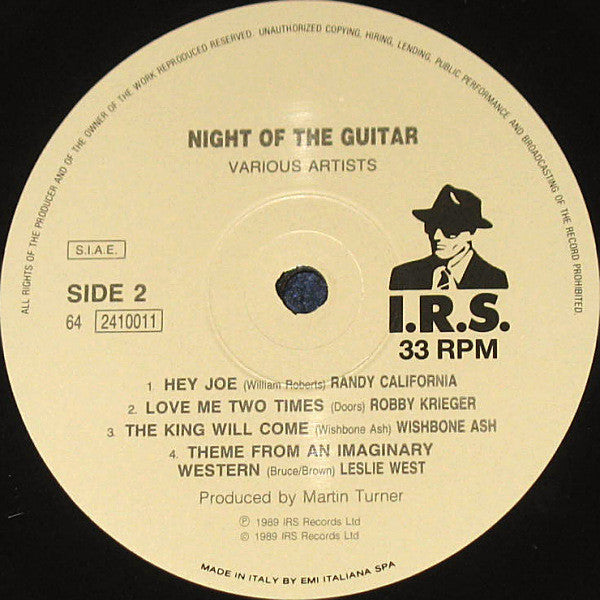 ALL RIGHTS OF THE PRODUCER AND OF THE OWNER OF THE WORK REPRODUCED RESERVED. UNAUTHORIZED COPYING, HIRING, LENDING, PUBLIC PERFORMANCE AND BROADCASTING OF THE RECORD PROHIBITED.
NIGHT OF THE GUITAR
VARIOUS ARTISTS
S.I.A.E.
SIDE 2
64 2410011
I.R.S.
33 RPM
1 HEY JOE (William Roberts) RANDY CALIFORNIA
2. LOVE ME TWO TIMES (Doors) ROBBY KRIEGER
3 THE KING WILL COME (Wishbone Ash) WISHBONE ASH
4. THEME FROM AN IMAGINARY
WESTERN (Bruce/Brown) LESLIE WEST
Produced by Martin Turner
℗ 1989 IRS Records Ltd
© 1989 IRS Records Ltd
MADE IN ITALY BY EMI ITALIANA SPA